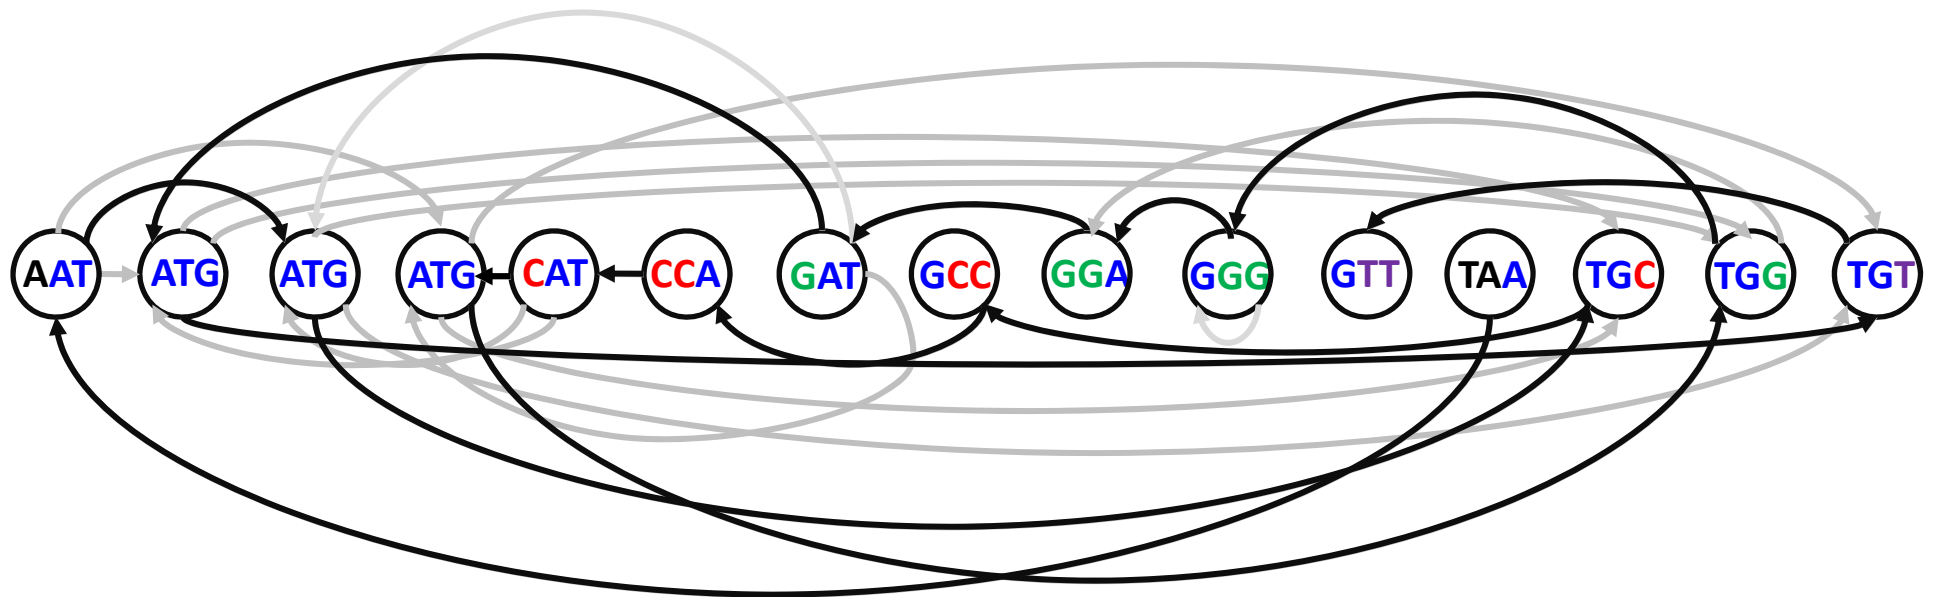 AAT ATG ATG ATG CAT CCA GAT GCC GGA GGG GTT TAA TGC TGG TGT